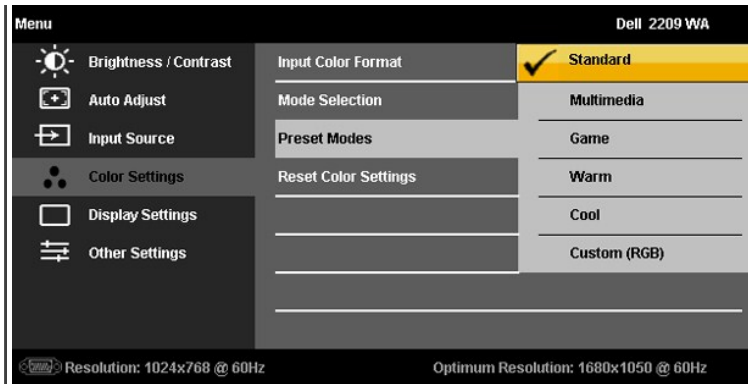 Menu Dell 2209 WA
Brightness / Contrast Input Color Format Standard
Auto Adjust Mode Selection Multimedia
Input Source Preset Modes Game
Color Settings Reset Color Settings Warm
Display Settings Cool
Other Settings Custom (RGB)
Resolution: 1024x768 @ 60Hz Optimum Resolution: 1680x1050 @ 60Hz